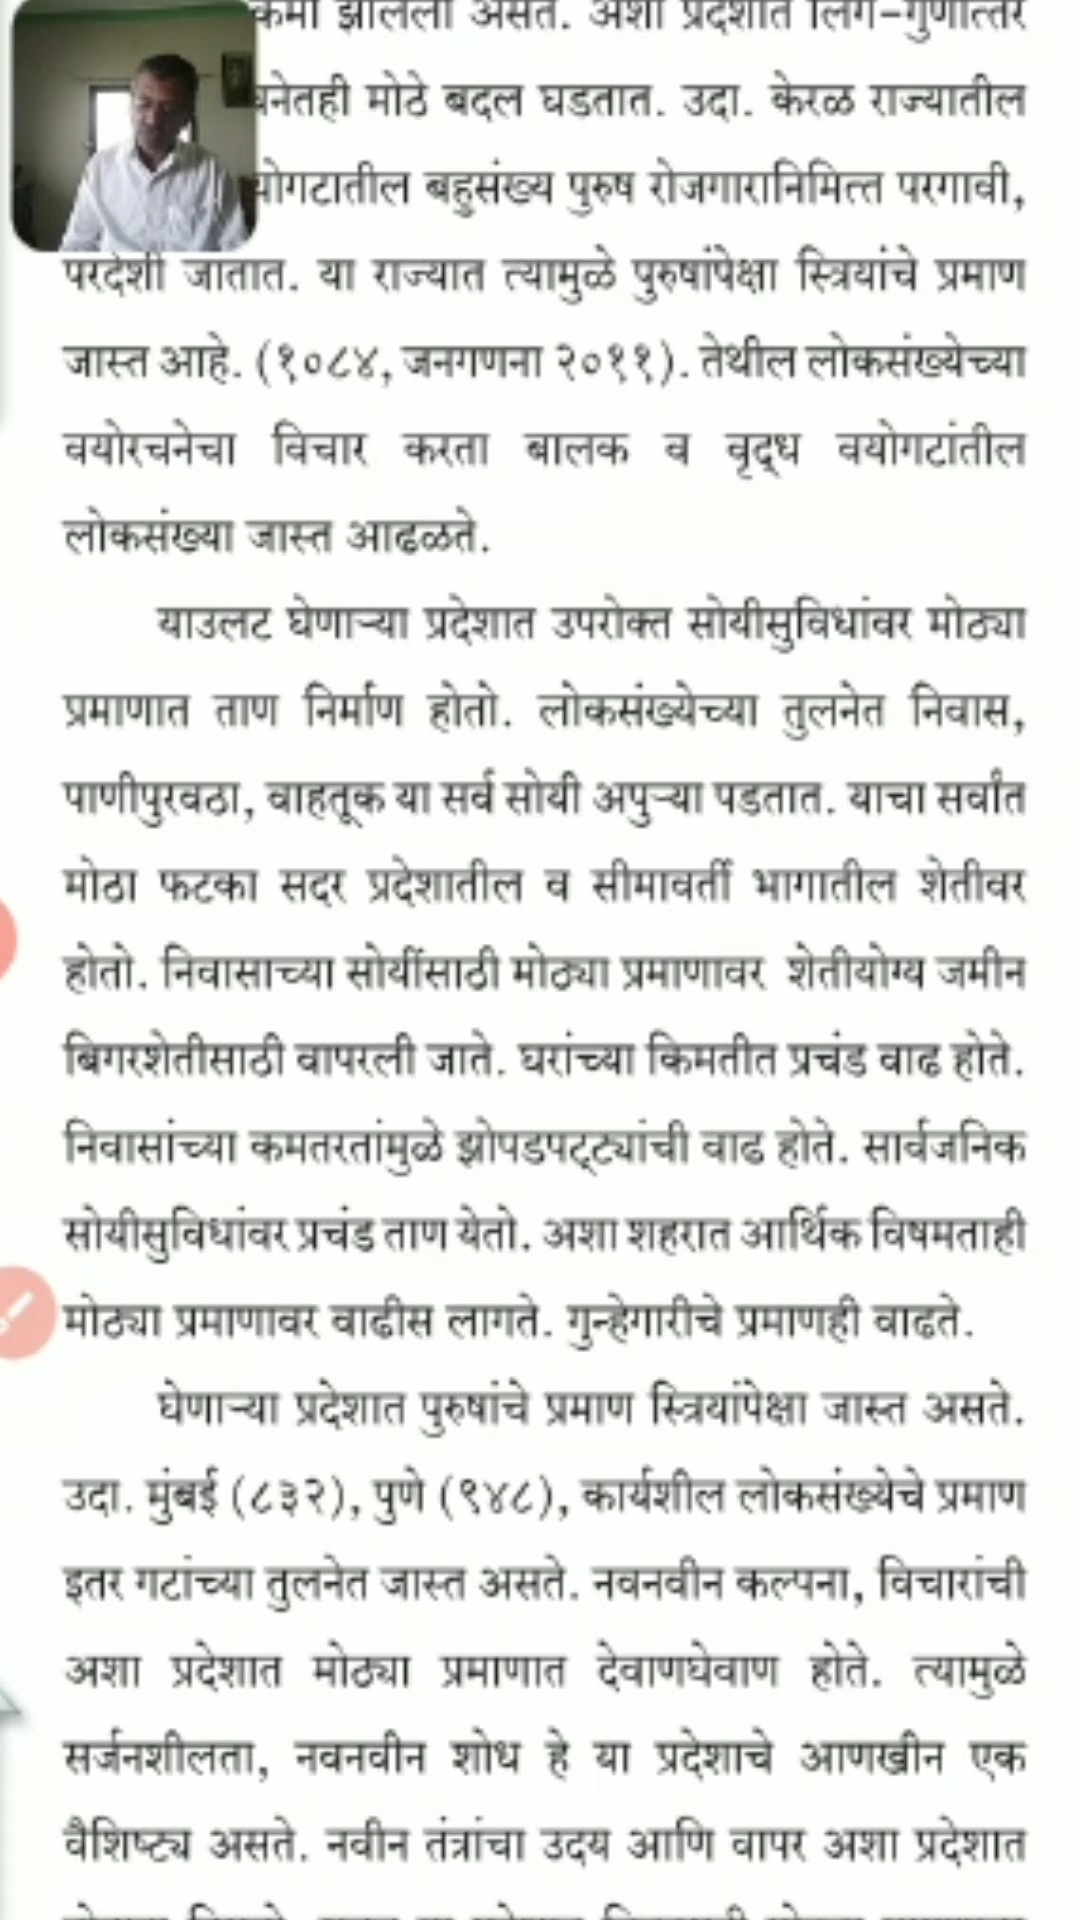 कमी झालेली असते. अशा प्रदेशात लिंग-गुणोत्तर
मोठे बदल घडतात. उदा. केरळ राज्यातील
बहुसंख्य पुरुष रोजगारानिमित्त परगावी,
परदेशी जातात. या राज्यात त्यामुळे पुरुषांपेक्षा स्त्रियांचे प्रमाण
जास्त आहे. (१०८४, जनगणना २०११). तेथील लोकसंख्येच्या
वयोरचनेचा विचार करता बालक व वृद्ध वयोगटांतील
लोकसंख्या जास्त आढळते.
याउलट घेणाऱ्या प्रदेशात उपरोक्त सोयीसुविधांवर मोठ्या
प्रमाणात ताण निर्माण होतो. लोकसंख्येच्या तुलनेत निवास,
पाणीपुरवठा, वाहतूक या सर्व सोयी अपुऱ्या पडतात. याचा सर्वांत
मोठा फटका सदर प्रदेशातील व सीमावर्ती भागातील शेतीवर
होतो. निवासाच्या सोयींसाठी मोठ्या प्रमाणावर शेतीयोग्य जमीन
बिगरशेतीसाठी वापरली जाते. घरांच्या किमतीत प्रचंड वाढ होते.
निवासांच्या कमतरतांमुळे झोपडपट्ट्यांची वाढ होते. सार्वजनिक
सोयीसुविधांवर प्रचंड ताण येतो. अशा शहरात आर्थिक विषमताही
मोठ्या प्रमाणावर वाढीस लागते. गुन्हेगारीचे प्रमाणही वाढते.
घेणाऱ्या प्रदेशात पुरुषांचे प्रमाण स्त्रियांपेक्षा जास्त असते.
उदा. मुंबई (८३२), पुणे (९४८), कार्यशील लोकसंख्येचे प्रमाण
इतर गटांच्या तुलनेत जास्त असते. नवनवीन कल्पना, विचारांची
अशा प्रदेशात मोठ्या प्रमाणात देवाणघेवाण होते. त्यामुळे
सर्जनशीलता, नवनवीन शोध हे या प्रदेशाचे आणखीन एक
वैशिष्ट्य असते. नवीन तंत्रांचा उदय आणि वापर अशा प्रदेशात